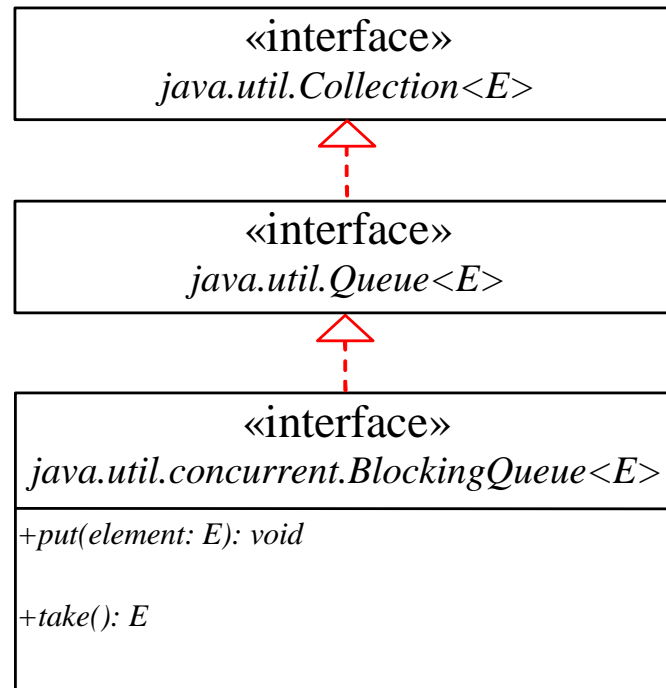 «interface»
java.util.Collection<E>
«interface»
java.util.Queue<E>
«interface»
java.util.concurrent.BlockingQueue<E>
+put(element: E): void
+take(): E